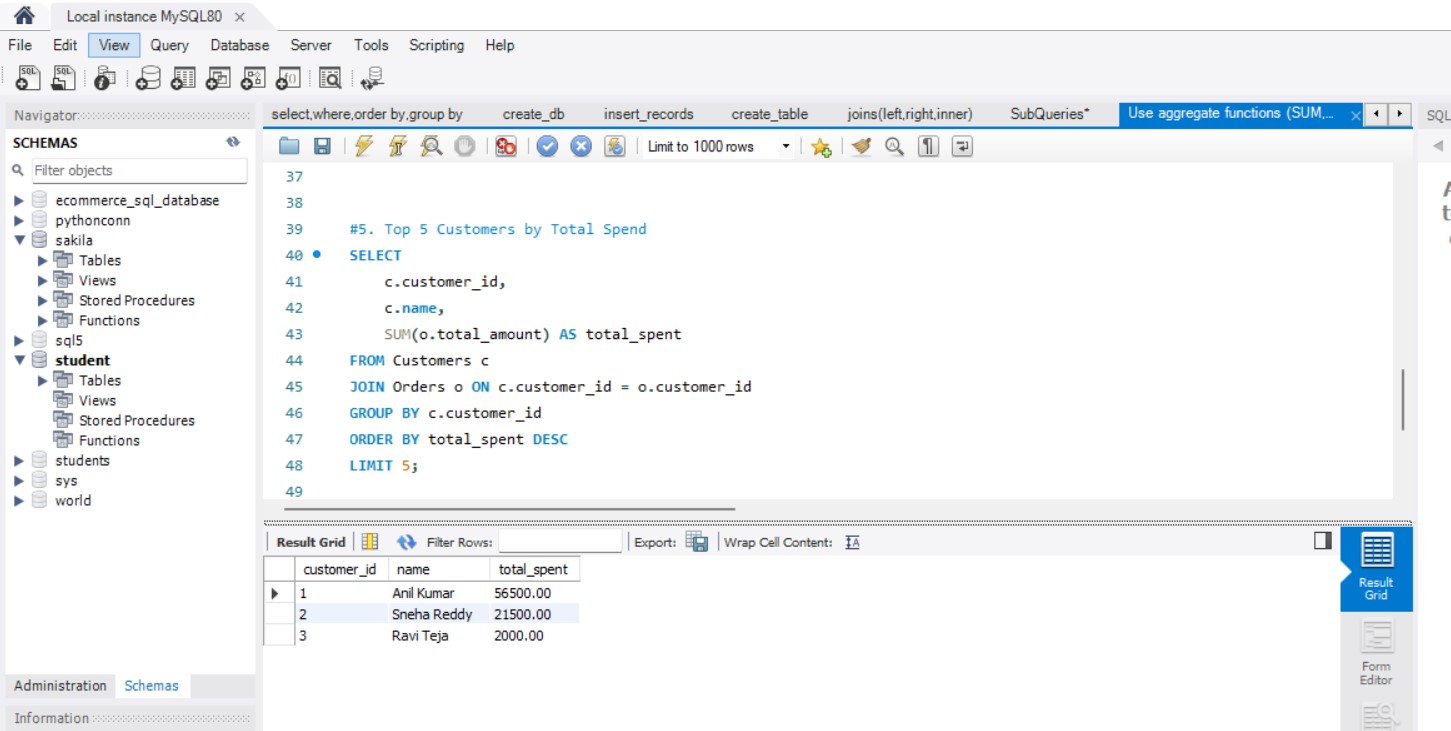 Local instance MySQL80
File Edit View Query Database Server Tools Scripting Help
Navigator
SCHEMAS
Filter objects
ecommerce_sql_database
pythonconn
sakila
Tables
Views
Stored Procedures
Functions
sql5
student
Tables
Views
Stored Procedures
Functions
students
sys
world
Administration Schemas
Information
select,where,order by,group by create_db insert_records create_table joins(left,right,inner) SubQueries* Use aggregate functions (SUM,... SQL
Limit to 1000 rows
37
38
39 #5. Top 5 Customers by Total Spend
40 SELECT
41 c.customer_id,
42 c.name,
43 SUM(o.total_amount) AS total_spent
44 FROM Customers c
45 JOIN Orders o ON c.customer_id = o.customer_id
46 GROUP BY c.customer_id
47 ORDER BY total_spent DESC
48 LIMIT 5;
49
Result Grid Filter Rows: Export: Wrap Cell Content:
customer_id name total_spent
1 Anil Kumar 56500.00
2 Sneha Reddy 21500.00
3 Ravi Teja 2000.00
Result
Grid
Form
Editor